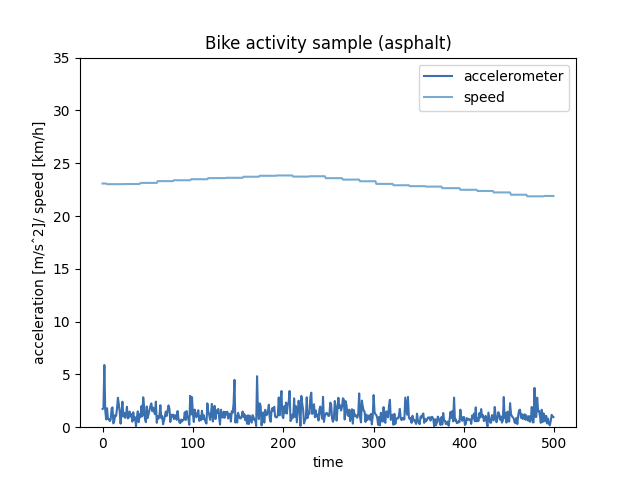 Bike activity sample (asphalt)
accelerometer
speed
35
30
25
20
15
10
5
0
acceleration [m/sˆ2]/ speed [km/h]
0 100 200 300 400 500
time